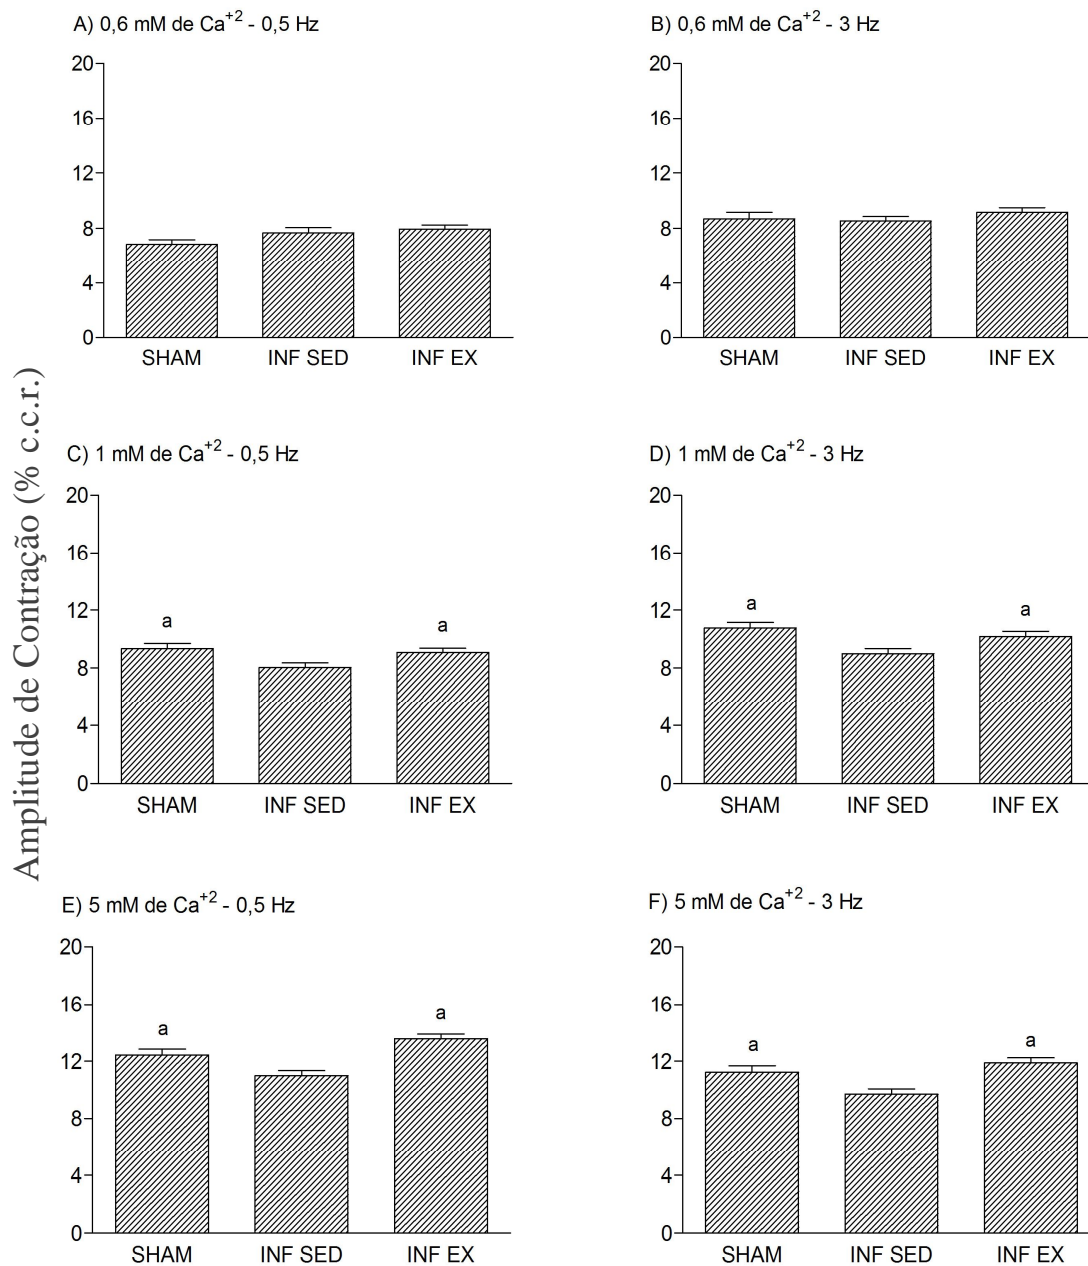 A) 0,6 mM de Ca+2 - 0,5 Hz
20
16
12
8
4
0
SHAM INF SED INF EX
B) 0,6 mM de Ca+2 - 3 Hz
20
16
12
8
4
0
SHAM INF SED INF EX
Amplitude de Contração (% c.c.r.)
C) 1 mM de Ca+2 - 0,5 Hz
20
16
12
8
4
0
a a
SHAM INF SED INF EX
D) 1 mM de Ca+2 - 3 Hz
20
16
12
8
4
0
a a
SHAM INF SED INF EX
E) 5 mM de Ca+2 - 0,5 Hz
20
16
12
8
4
0
a a
SHAM INF SED INF EX
F) 5 mM de Ca+2 - 3 Hz
20
16
12
8
4
0
a a
SHAM INF SED INF EX